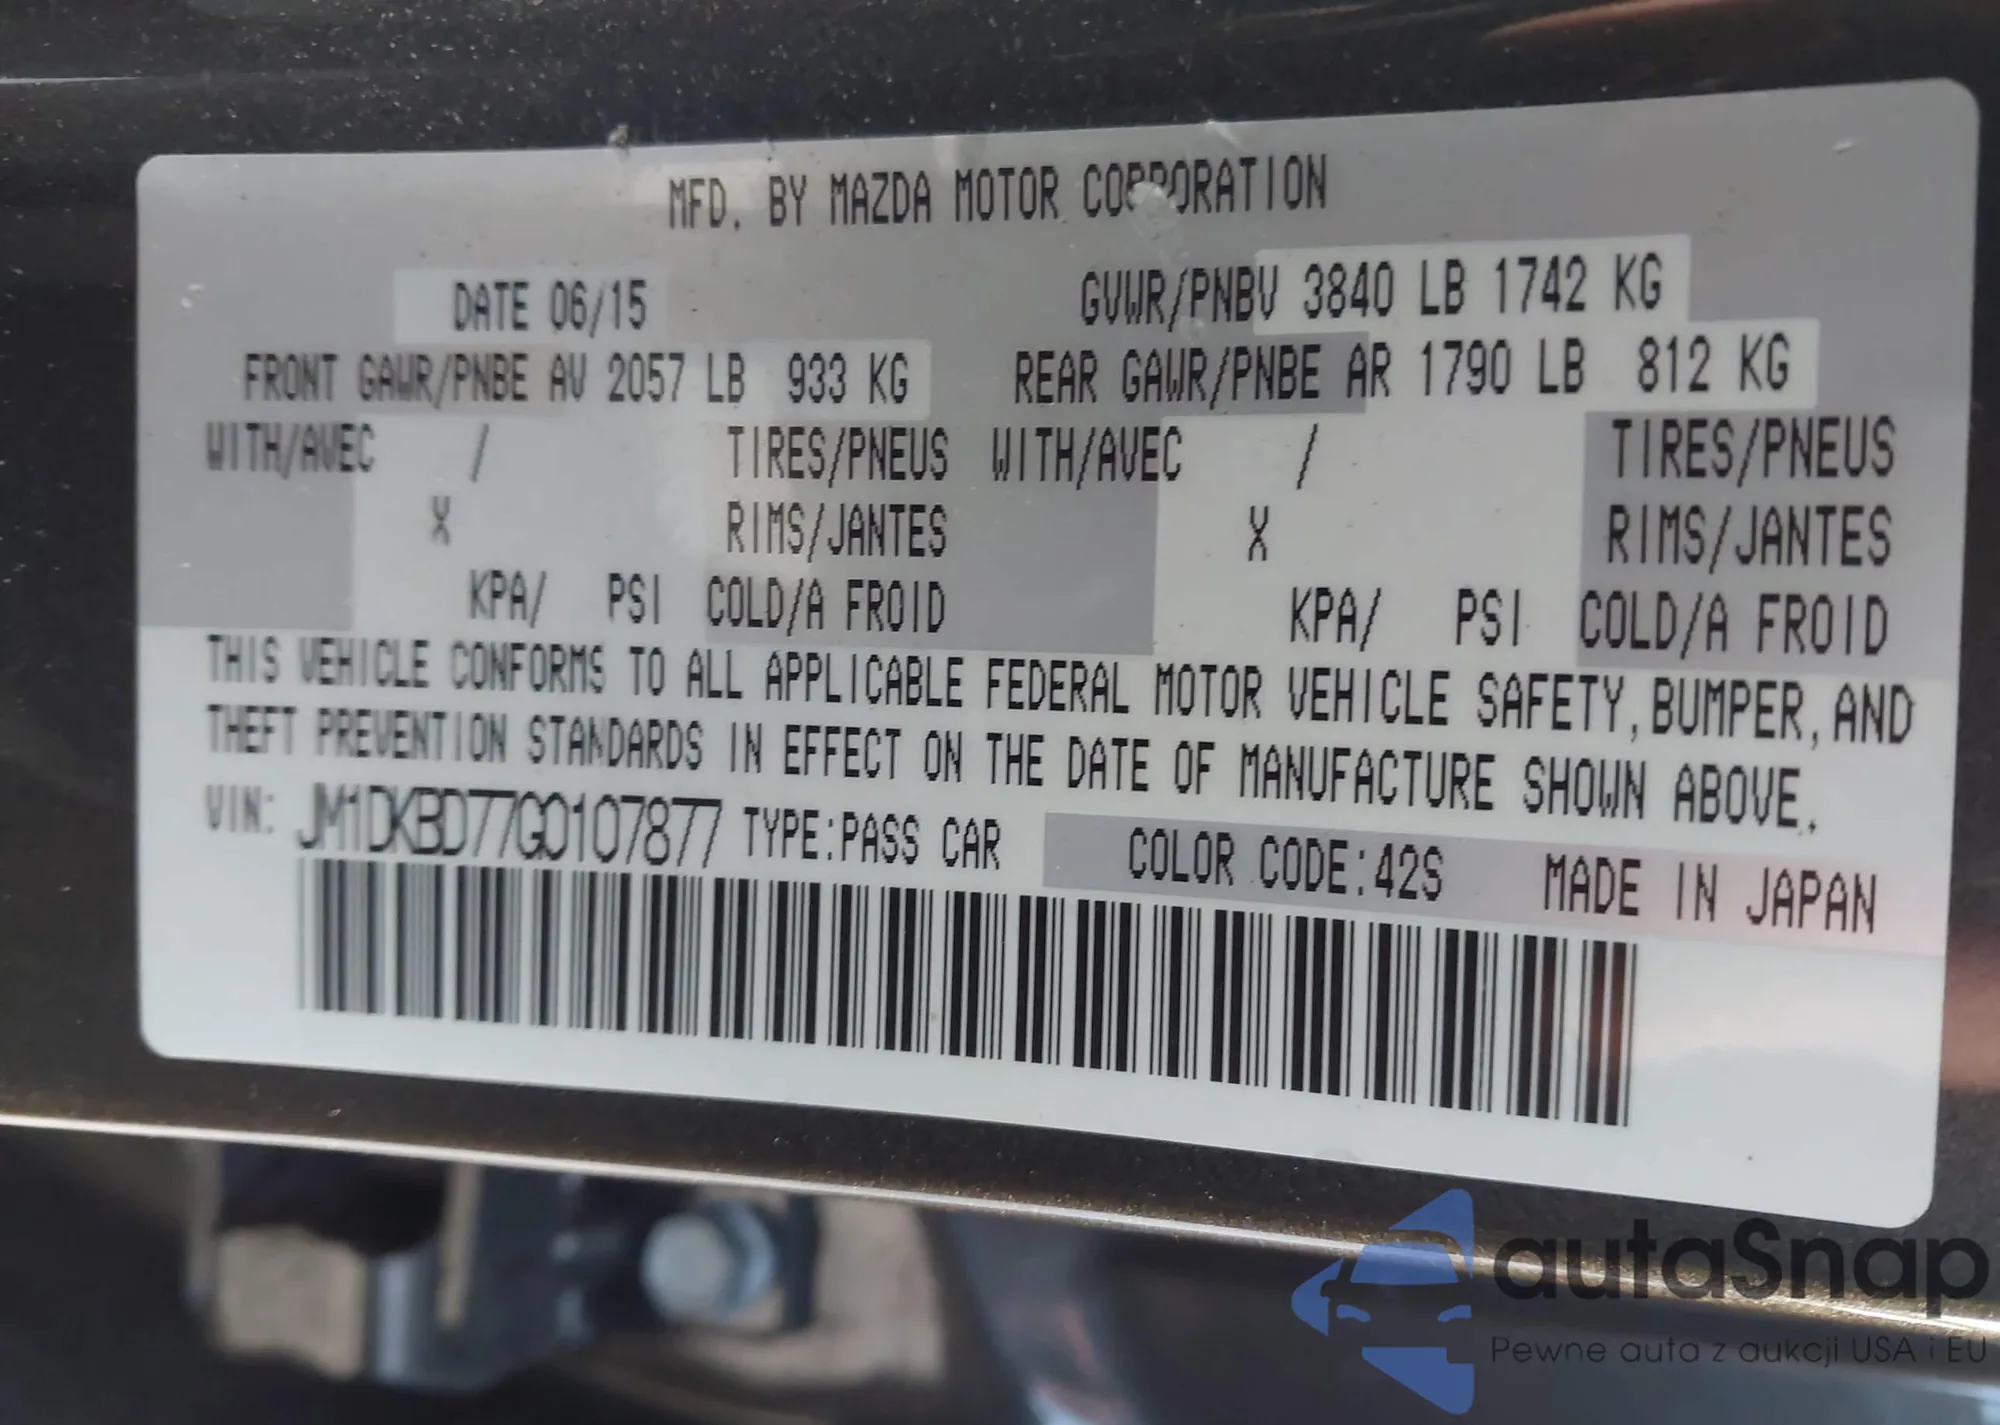 MFD. BY MAZDA MOTOR CORPORATION
DATE 06/15 GVWR/PNBV 3840 LB 1742 KG
FRONT GAWR/PNBE AV 2057 LB 933 KG REAR GAWR/PNBE AR 1790 LB 812 KG
WITH/AVEC / TIRES/PNEUS WITH/AVEC / TIRES/PNEUS
X RIMS/JANTES X RIMS/JANTES
KPA/ PSI COLD/A FROID KPA/ PSI COLD/A FROID
THIS VEHICLE CONFORMS TO ALL APPLICABLE FEDERAL MOTOR VEHICLE SAFETY, BUMPER, AND
THEFT PREVENTION STANDARDS IN EFFECT ON THE DATE OF MANUFACTURE SHOWN ABOVE.
VIN: JM1DKBD77G0107877 TYPE:PASS CAR COLOR CODE:42S MADE IN JAPAN
autaSnap
Pewne auta z aukcji USA i EU